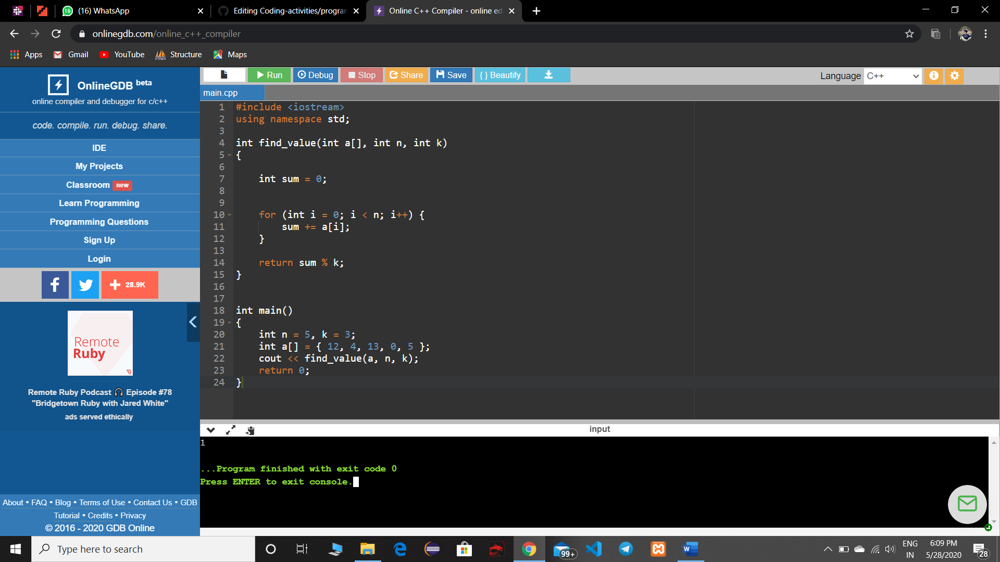 (16) WhatsApp
Editing Coding-activities/program
Online C++ Compiler - online ed
onlinegdb.com/online_c++_compiler
Apps
Gmail
YouTube
Structure
Maps
OnlineGDB beta
online compiler and debugger for c/c++
code. compile. run. debug. share.
IDE
My Projects
Classroom new
Learn Programming
Programming Questions
Sign Up
Login
28.9K
Remote
Ruby
Remote Ruby Podcast 🎧 Episode #78
"Bridgetown Ruby with Jared White"
ads served ethically
About • FAQ • Blog • Terms of Use • Contact Us • GDB
Tutorial • Credits • Privacy
© 2016 - 2020 GDB Online
Run
Debug
Stop
Share
Save
{ } Beautify
Language C++
main.cpp
1 #include <iostream>
2 using namespace std;
3
4 int find_value(int a[], int n, int k)
5 {
6
7     int sum = 0;
8
9
10     for (int i = 0; i < n; i++) {
11         sum += a[i];
12     }
13
14     return sum % k;
15 }
16
17
18 int main()
19 {
20     int n = 5, k = 3;
21     int a[] = { 12, 4, 13, 0, 5 };
22     cout << find_value(a, n, k);
23     return 0;
24 }
input
1
...Program finished with exit code 0
Press ENTER to exit console.
Type here to search
99+
ENG
IN
6:09 PM
5/28/2020
28